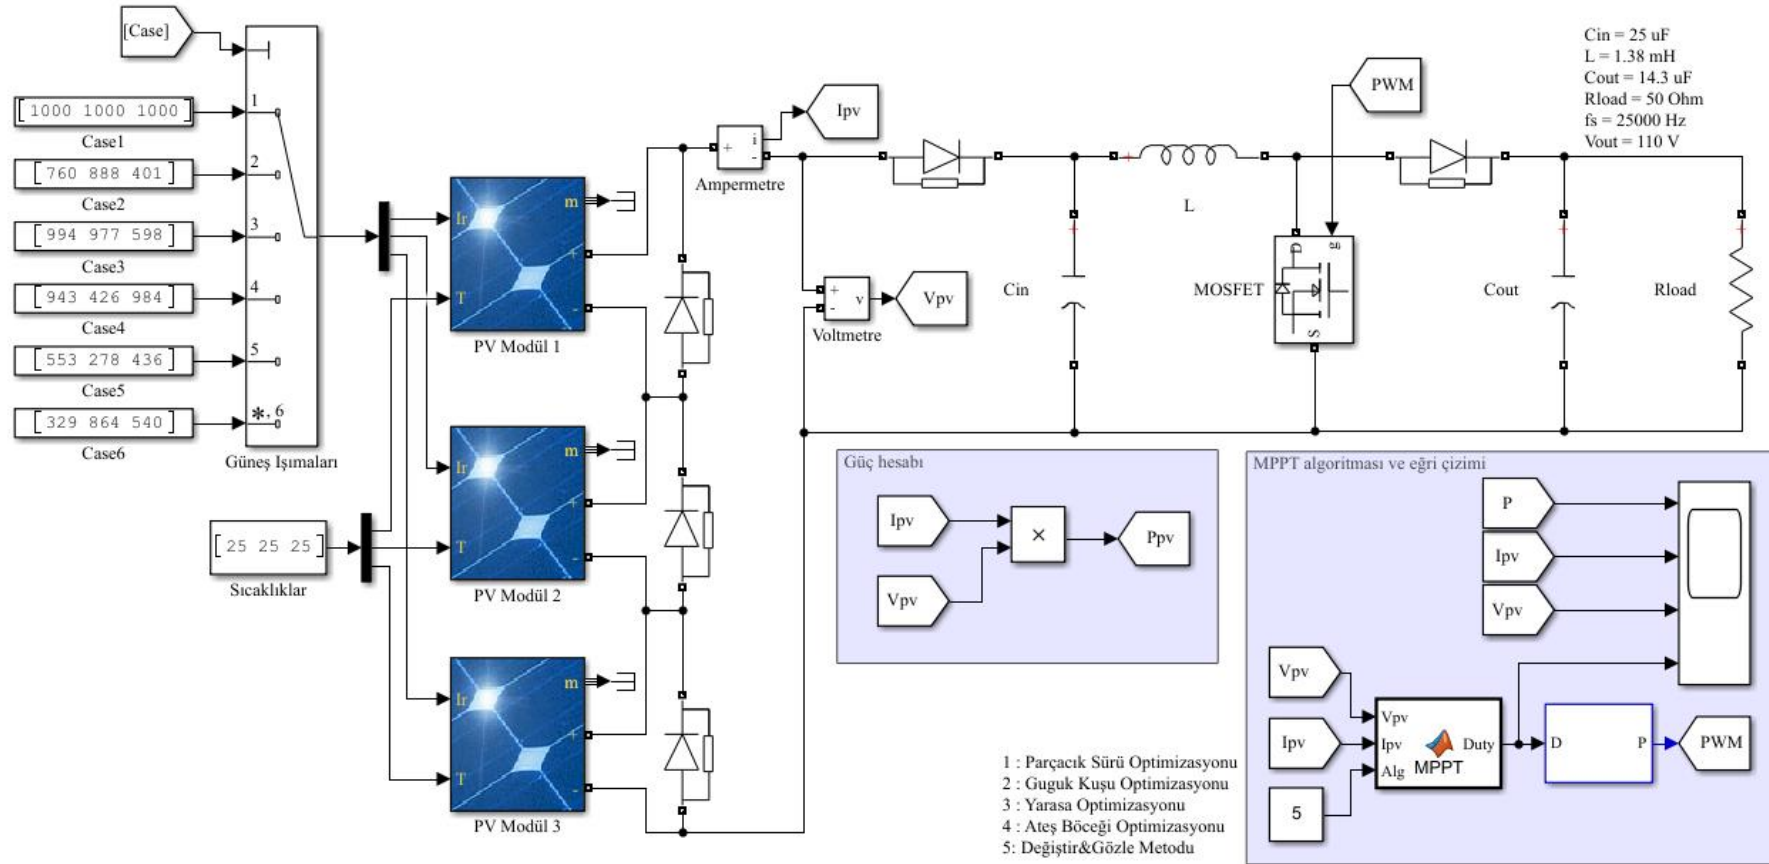 [Case]
1
[1000 1000 1000]
Case1
2
[760 888 401]
Case2
3
[994 977 598]
Case3
4
[943 426 984]
Case4
5
[553 278 436]
Case5
*, 6
[329 864 540]
Case6
Güneş Işımaları
[25 25 25]
Sıcaklıklar
Ir
T
m
+
-
PV Modül 1
Ir
T
m
+
-
PV Modül 2
Ir
T
m
+
-
PV Modül 3
+
i
-
Ampermetre
Ipv
+
-
v
Voltmetre
Vpv
+
Cin
+
L
PWM
D
g
S
MOSFET
+
Cout
+
Rload
Cin = 25 uF
L = 1.38 mH
Cout = 14.3 uF
Rload = 50 Ohm
fs = 25000 Hz
Vout = 110 V
Güç hesabı
Ipv
Vpv
×
Ppv
MPPT algoritması ve eğri çizimi
P
Ipv
Vpv
Vpv
Ipv
5
Vpv
Ipv
Alg
Duty
MPPT
D
P
PWM
1 : Parçacık Sürü Optimizasyonu
2 : Guguk Kuşu Optimizasyonu
3 : Yarasa Optimizasyonu
4 : Ateş Böceği Optimizasyonu
5: Değiştir&Gözle Metodu